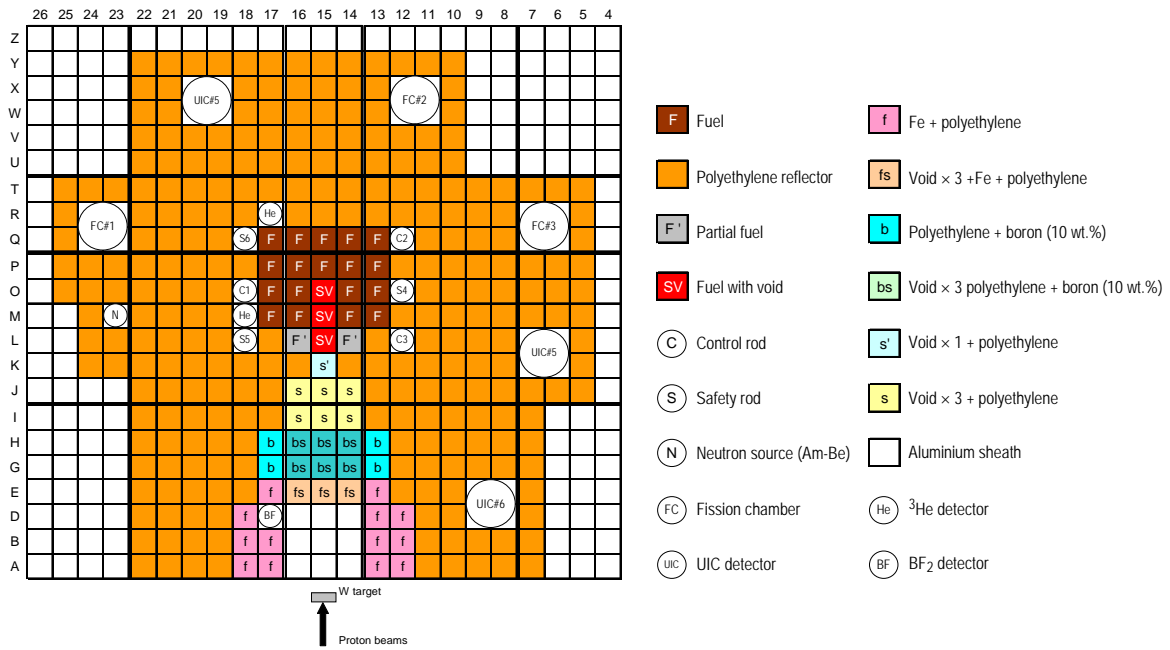 26 25 24 23 22 21 20 19 18 17 16 15 14 13 12 11 10 9 8 7 6 5 4
Z
Y
X UIC#5 FC#2
W
V
U
T
R FC#1 He FC#3
Q S6 F F F F F C2
P F F F F F
O C1 F F SV F F S4
M N He F F SV F F
L S5 F ' SV F ' C3 UIC#5
K s'
J s s s
I s s s
H b bs bs bs b
G b bs bs bs b
E f fs fs fs f UIC#6
D f BF f f
B f f f f
A f f f f
W target
Proton beams
F Fuel
Polyethylene reflector
F ' Partial fuel
SV Fuel with void
C Control rod
S Safety rod
N Neutron source (Am-Be)
FC Fission chamber
UIC UIC detector
f Fe + polyethylene
fs Void × 3 +Fe + polyethylene
b Polyethylene + boron (10 wt.%)
bs Void × 3 polyethylene + boron (10 wt.%)
s' Void × 1 + polyethylene
s Void × 3 + polyethylene
Aluminium sheath
He ³He detector
BF BF₂ detector